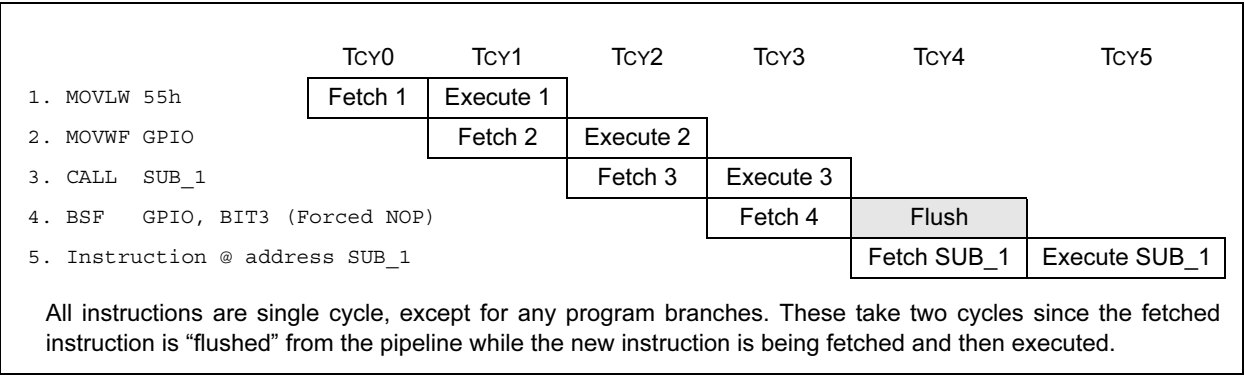 TCY0 TCY1 TCY2 TCY3 TCY4 TCY5
1. MOVLW 55h Fetch 1 Execute 1
2. MOVWF GPIO Fetch 2 Execute 2
3. CALL SUB_1 Fetch 3 Execute 3
4. BSF GPIO, BIT3 (Forced NOP) Fetch 4 Flush
5. Instruction @ address SUB_1 Fetch SUB_1 Execute SUB_1
All instructions are single cycle, except for any program branches. These take two cycles since the fetched
instruction is “flushed” from the pipeline while the new instruction is being fetched and then executed.